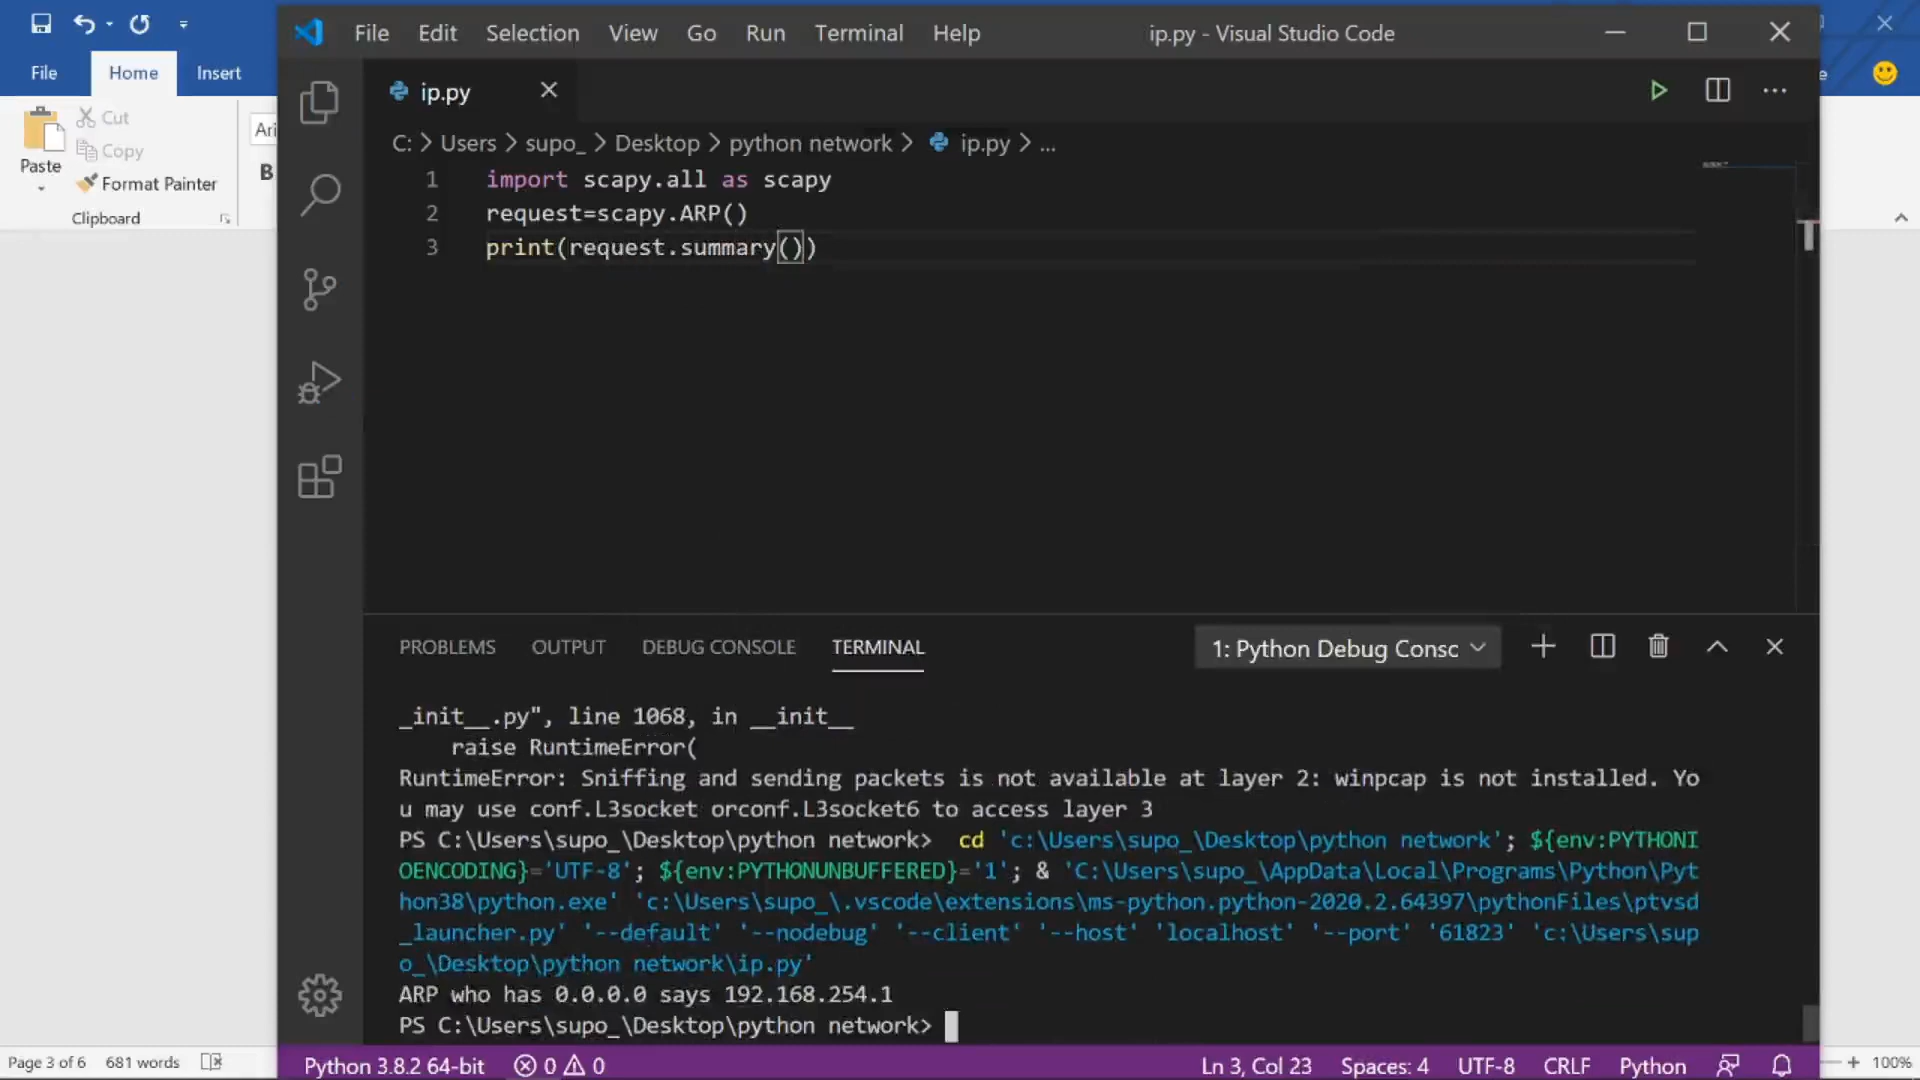 File Edit Selection View Go Run Terminal Help ip.py - Visual Studio Code
File Home Insert
Paste
Cut
Copy
Format Painter
Clipboard
Ari
B
e
ip.py
C: > Users > supo_ > Desktop > python network > ip.py > ...
1 import scapy.all as scapy
2 request=scapy.ARP()
3 print(request.summary())
PROBLEMS OUTPUT DEBUG CONSOLE TERMINAL 1: Python Debug Consc
_init__.py", line 1068, in __init__
raise RuntimeError(
RuntimeError: Sniffing and sending packets is not available at layer 2: winpcap is not installed. Yo
u may use conf.L3socket orconf.L3socket6 to access layer 3
PS C:\Users\supo_\Desktop\python network> cd 'c:\Users\supo_\Desktop\python network'; ${env:PYTHONI
OENCODING}='UTF-8'; ${env:PYTHONUNBUFFERED}='1'; & 'C:\Users\supo_\AppData\Local\Programs\Python\Pyt
hon38\python.exe' 'c:\Users\supo_\.vscode\extensions\ms-python.python-2020.2.64397\pythonFiles\ptvsd
_launcher.py' '--default' '--nodebug' '--client' '--host' 'localhost' '--port' '61823' 'c:\Users\sup
o_\Desktop\python network\ip.py'
ARP who has 0.0.0.0 says 192.168.254.1
PS C:\Users\supo_\Desktop\python network>
Python 3.8.2 64-bit 0 0 Ln 3, Col 23 Spaces: 4 UTF-8 CRLF Python
Page 3 of 6 681 words
100%